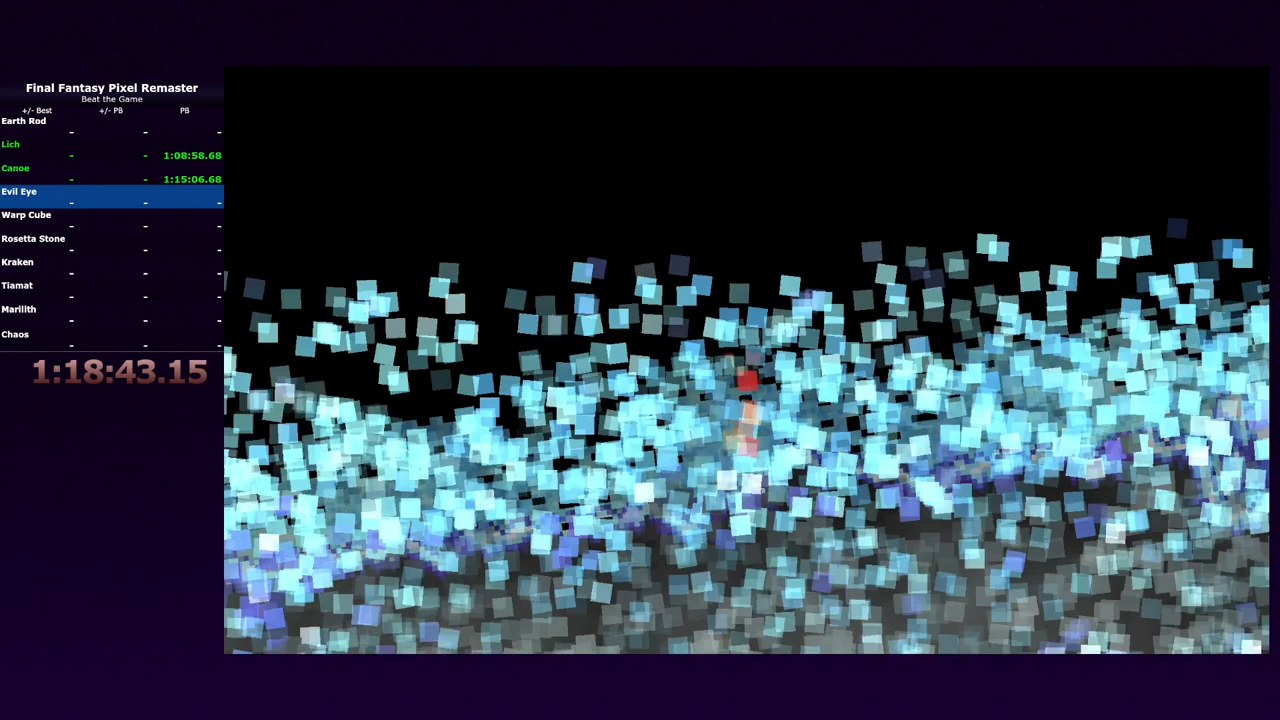 Final Fantasy Pixel Remaster
Beat the Game
+/- Best +/- PB PB
Earth Rod
- - -
Lich
- - 1:08:58.68
Canoe
- - 1:15:06.68
Evil Eye
- - -
Warp Cube
- - -
Rosetta Stone
- - -
Kraken
- - -
Tiamat
- - -
Marilith
- - -
Chaos
- - -
1:18:43.15